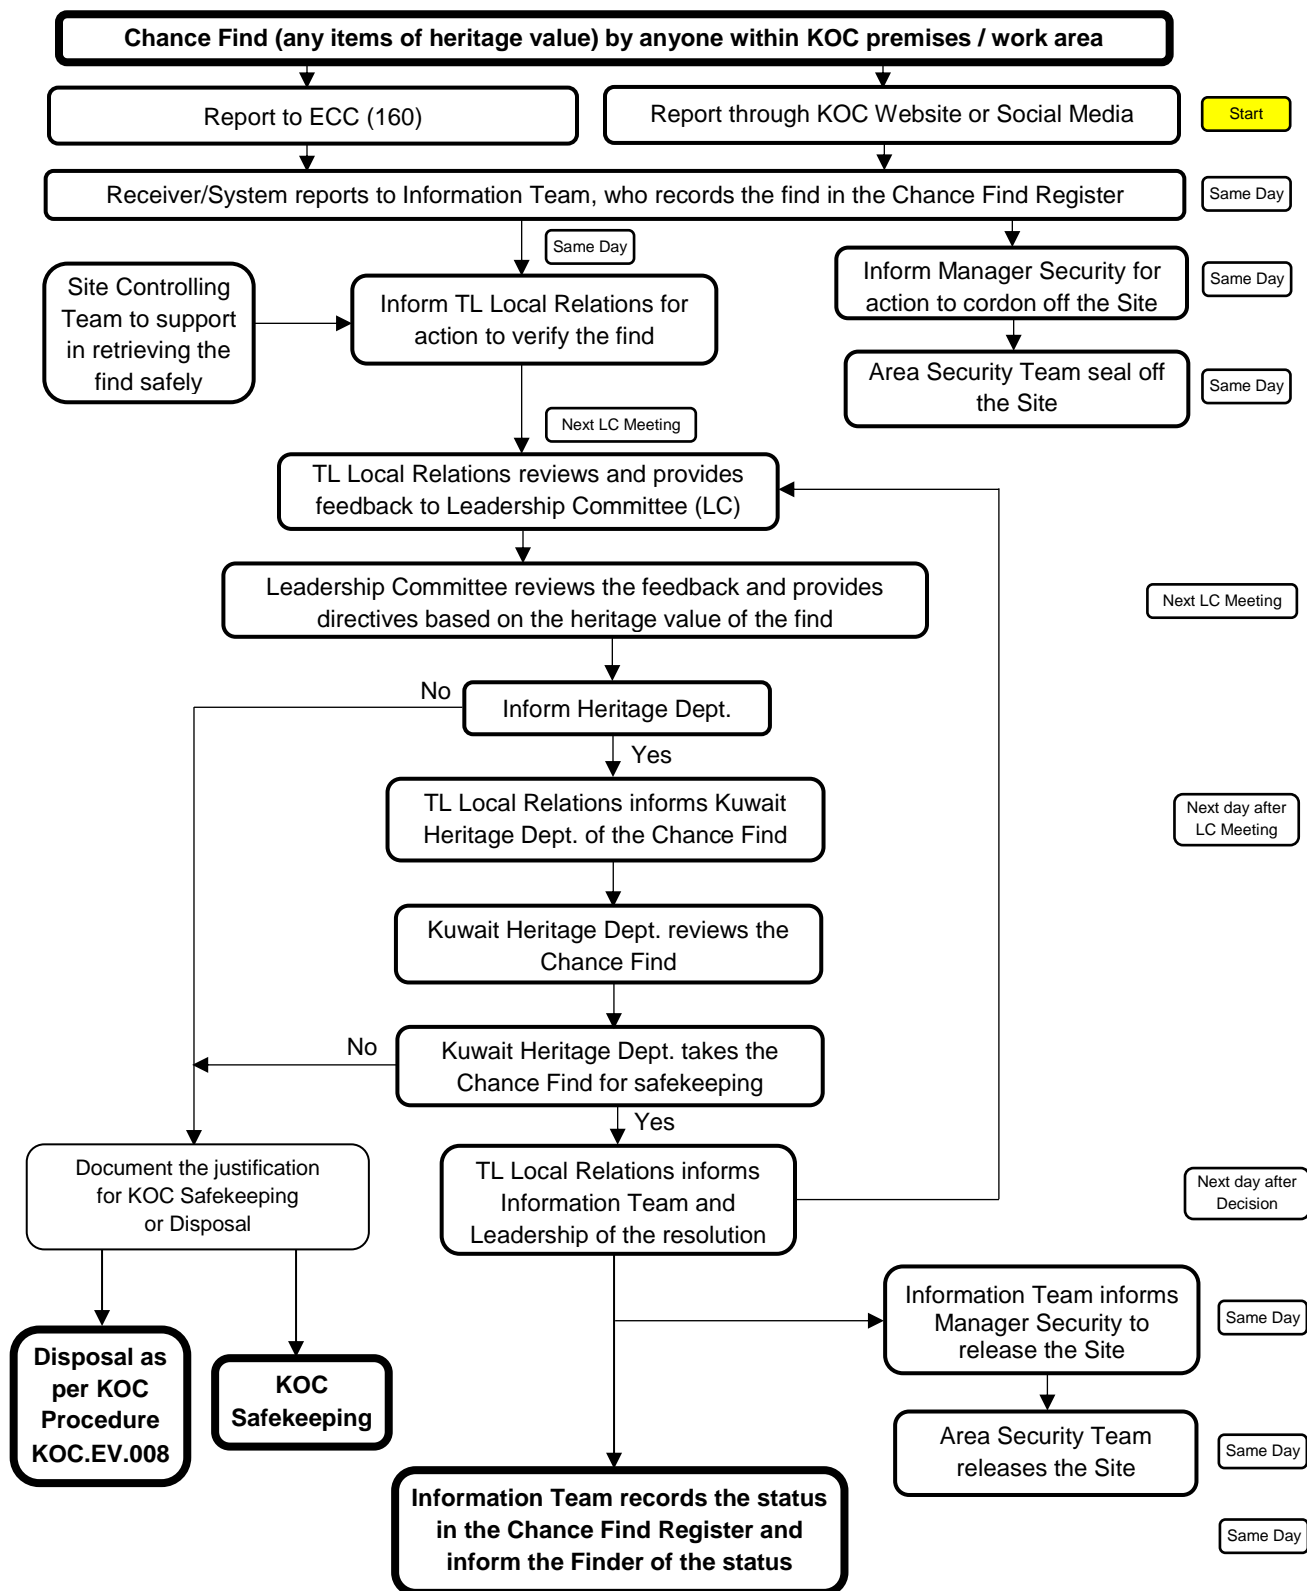 Chance Find (any items of heritage value) by anyone within KOC premises / work area
Report to ECC (160)
Report through KOC Website or Social Media
Start
Receiver/System reports to Information Team, who records the find in the Chance Find Register
Same Day
Same Day
Site Controlling
Team to support
in retrieving the
find safely
Inform TL Local Relations for
action to verify the find
Inform Manager Security for
action to cordon off the Site
Same Day
Area Security Team seal off
the Site
Same Day
Next LC Meeting
TL Local Relations reviews and provides
feedback to Leadership Committee (LC)
Leadership Committee reviews the feedback and provides
directives based on the heritage value of the find
Next LC Meeting
No
Inform Heritage Dept.
Yes
TL Local Relations informs Kuwait
Heritage Dept. of the Chance Find
Next day after
LC Meeting
Kuwait Heritage Dept. reviews the
Chance Find
No
Kuwait Heritage Dept. takes the
Chance Find for safekeeping
Yes
Document the justification
for KOC Safekeeping
or Disposal
TL Local Relations informs
Information Team and
Leadership of the resolution
Next day after
Decision
Information Team informs
Manager Security to
release the Site
Same Day
Disposal as
per KOC
Procedure
KOC.EV.008
KOC
Safekeeping
Area Security Team
releases the Site
Same Day
Information Team records the status
in the Chance Find Register and
inform the Finder of the status
Same Day